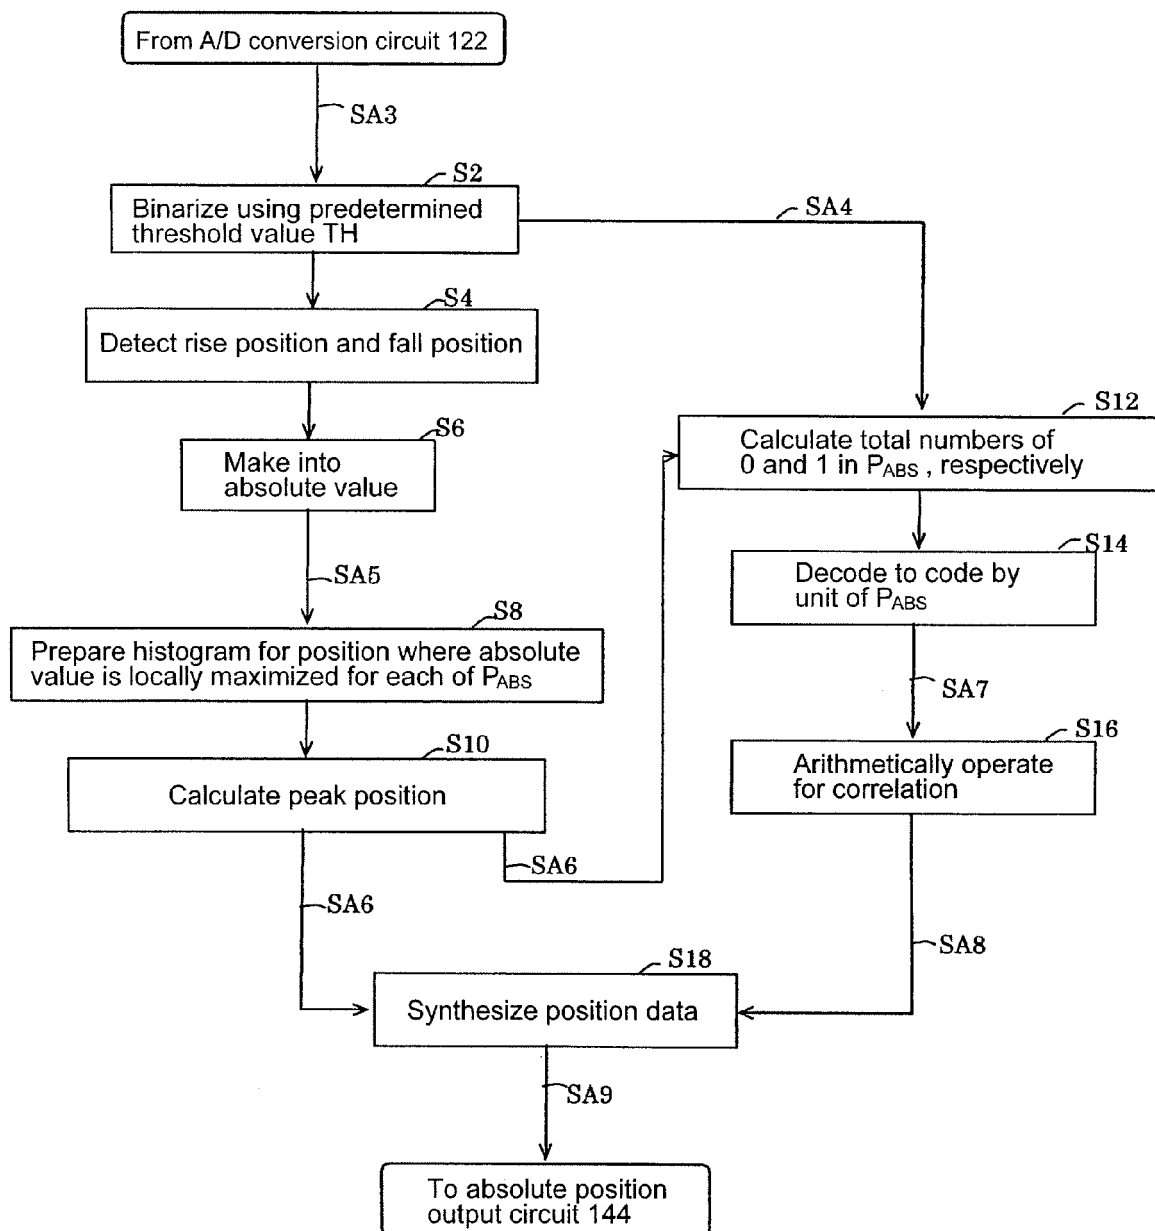 From A/D conversion circuit 122
SA3
S2
Binarize using predetermined
threshold value TH
SA4
S4
Detect rise position and fall position
S6
Make into
absolute value
S12
Calculate total numbers of
0 and 1 in PABS , respectively
SA5
S14
Decode to code by
unit of PABS
S8
Prepare histogram for position where absolute
value is locally maximized for each of PABS
SA7
S10
Calculate peak position
S16
Arithmetically operate
for correlation
SA6
SA6
SA8
S18
Synthesize position data
SA9
To absolute position
output circuit 144